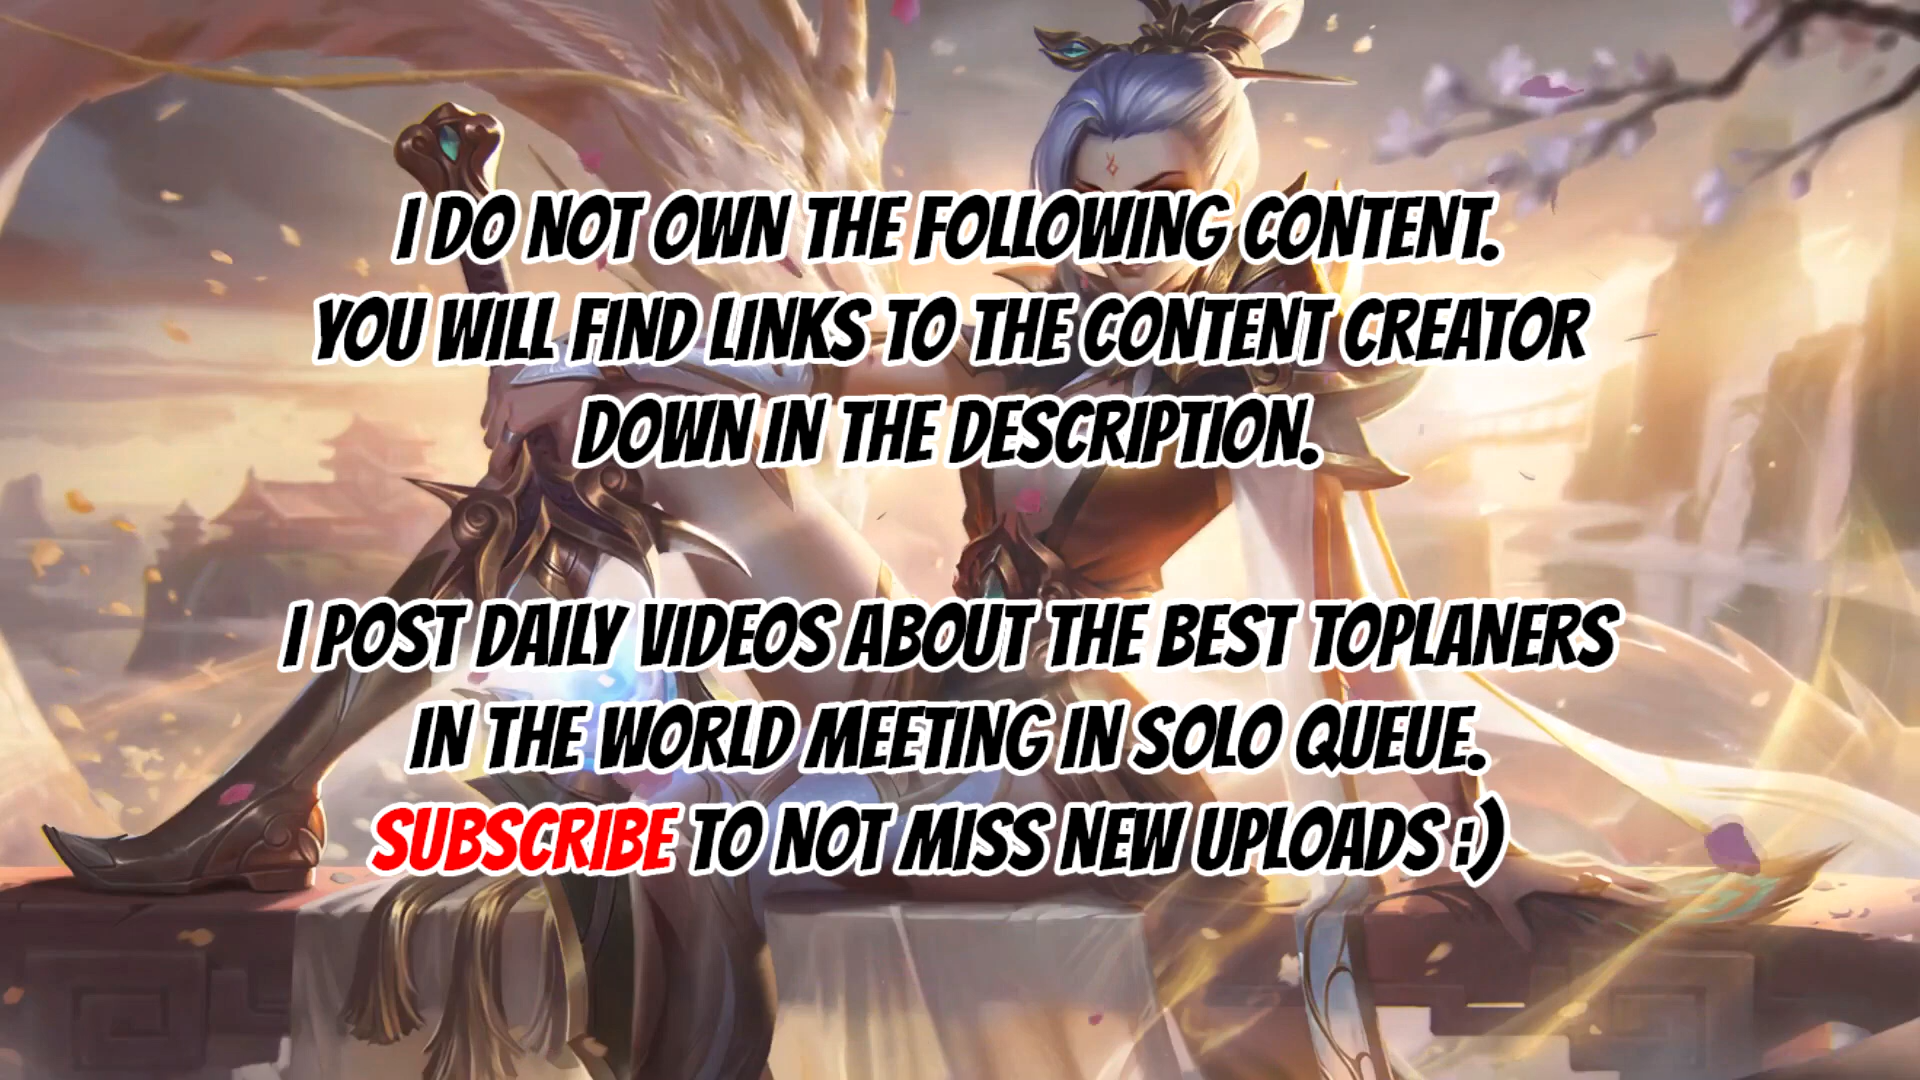 I DO NOT OWN THE FOLLOWING CONTENT.
YOU WILL FIND LINKS TO THE CONTENT CREATOR
DOWN IN THE DESCRIPTION.
I POST DAILY VIDEOS ABOUT THE BEST TOPLANERS
IN THE WORLD MEETING IN SOLO QUEUE.
SUBSCRIBE TO NOT MISS NEW UPLOADS :)